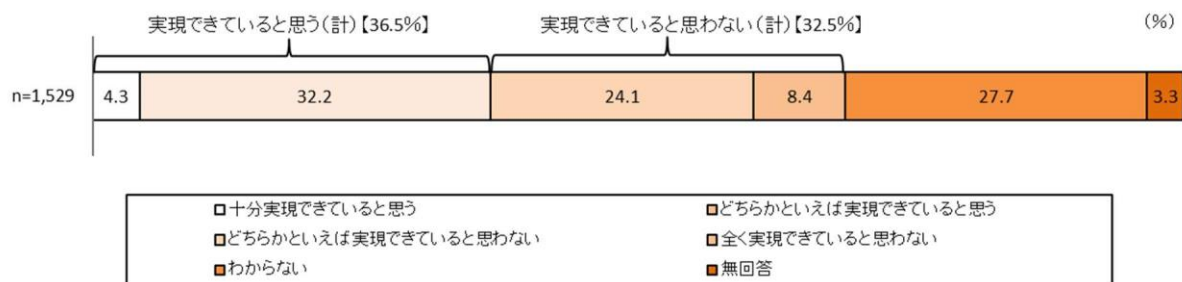 実現できていると思う(計)【36.5%】 実現できていると思わない(計)【32.5%】 (%)
n=1,529 4.3 32.2 24.1 8.4 27.7 3.3
十分実現できていると思う どちらかといえば実現できていると思う
どちらかといえば実現できていると思わない 全く実現できていると思わない
わからない 無回答